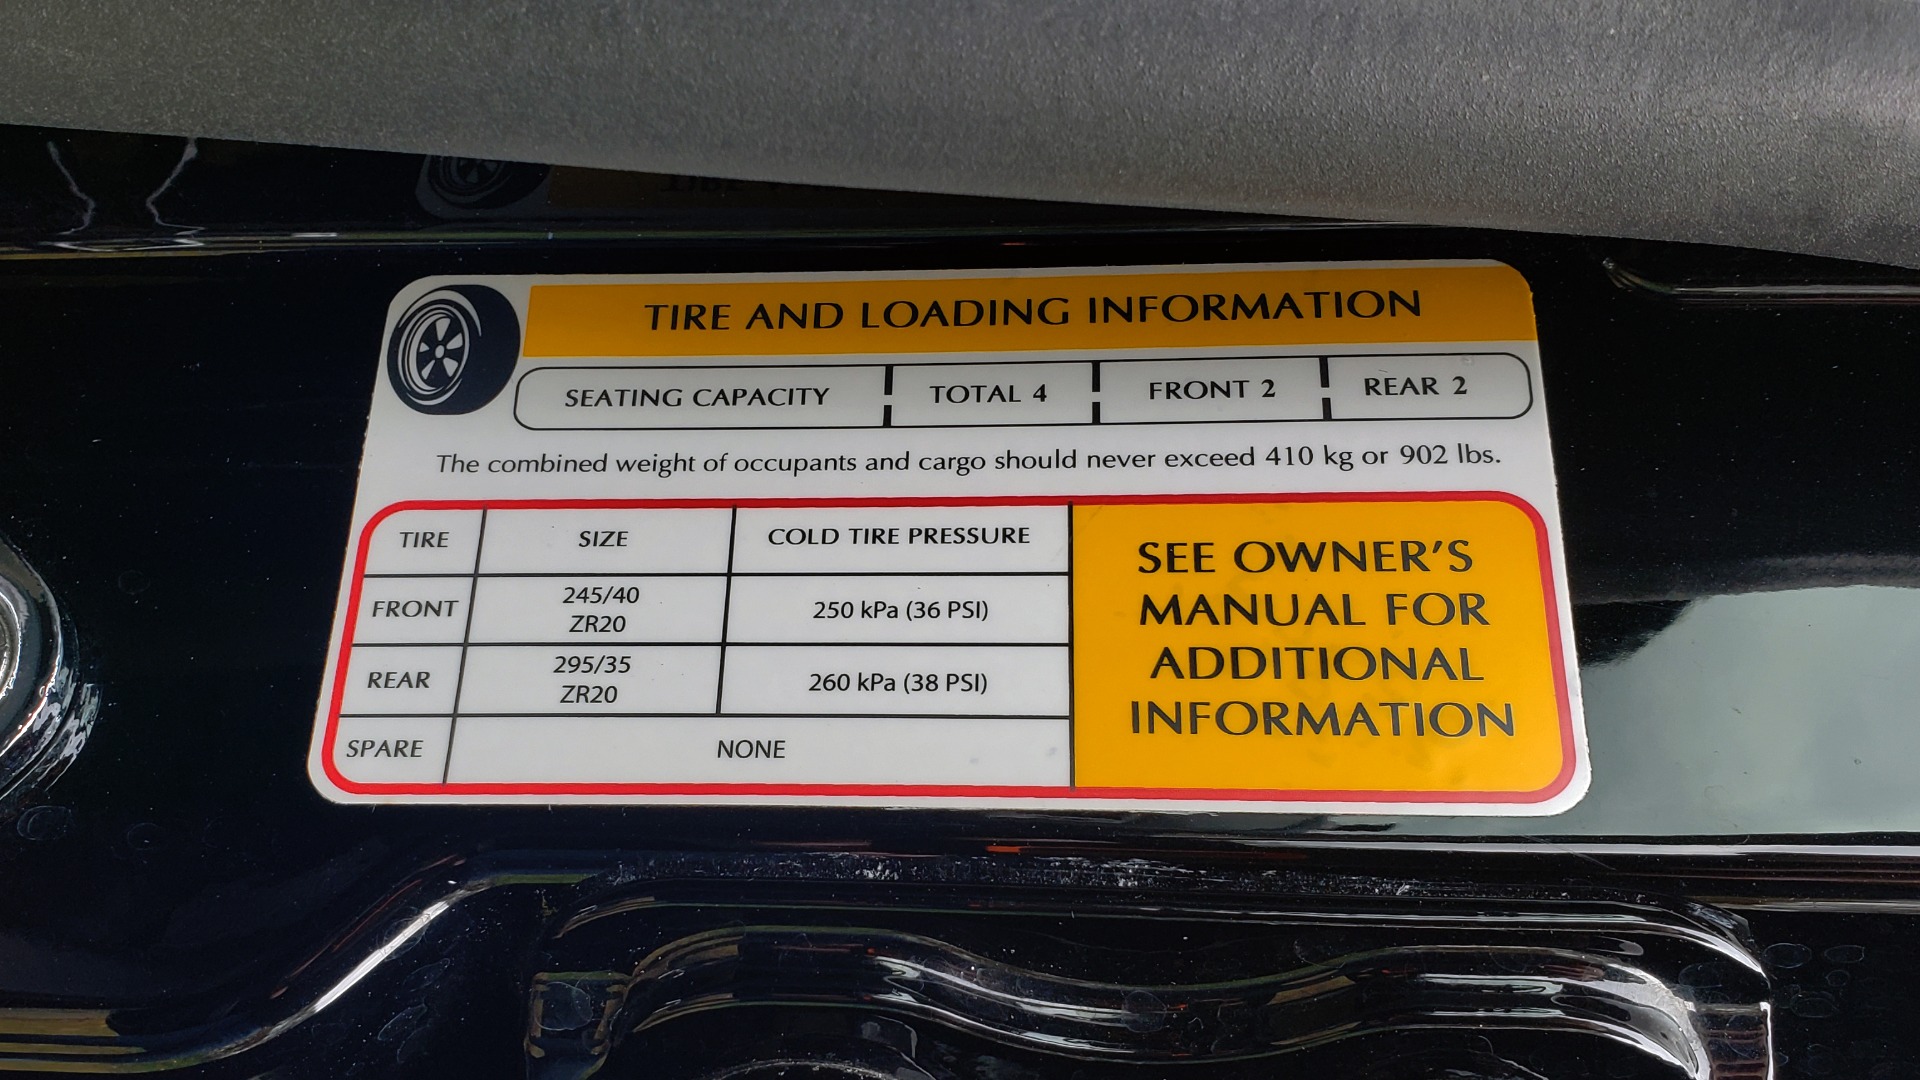 TIRE AND LOADING INFORMATION
SEATING CAPACITY TOTAL 4 FRONT 2 REAR 2
The combined weight of occupants and cargo should never exceed 410 kg or 902 lbs.
TIRE SIZE COLD TIRE PRESSURE
FRONT 245/40 ZR20 250 kPa (36 PSI)
REAR 295/35 ZR20 260 kPa (38 PSI)
SPARE NONE
SEE OWNER'S
MANUAL FOR
ADDITIONAL
INFORMATION